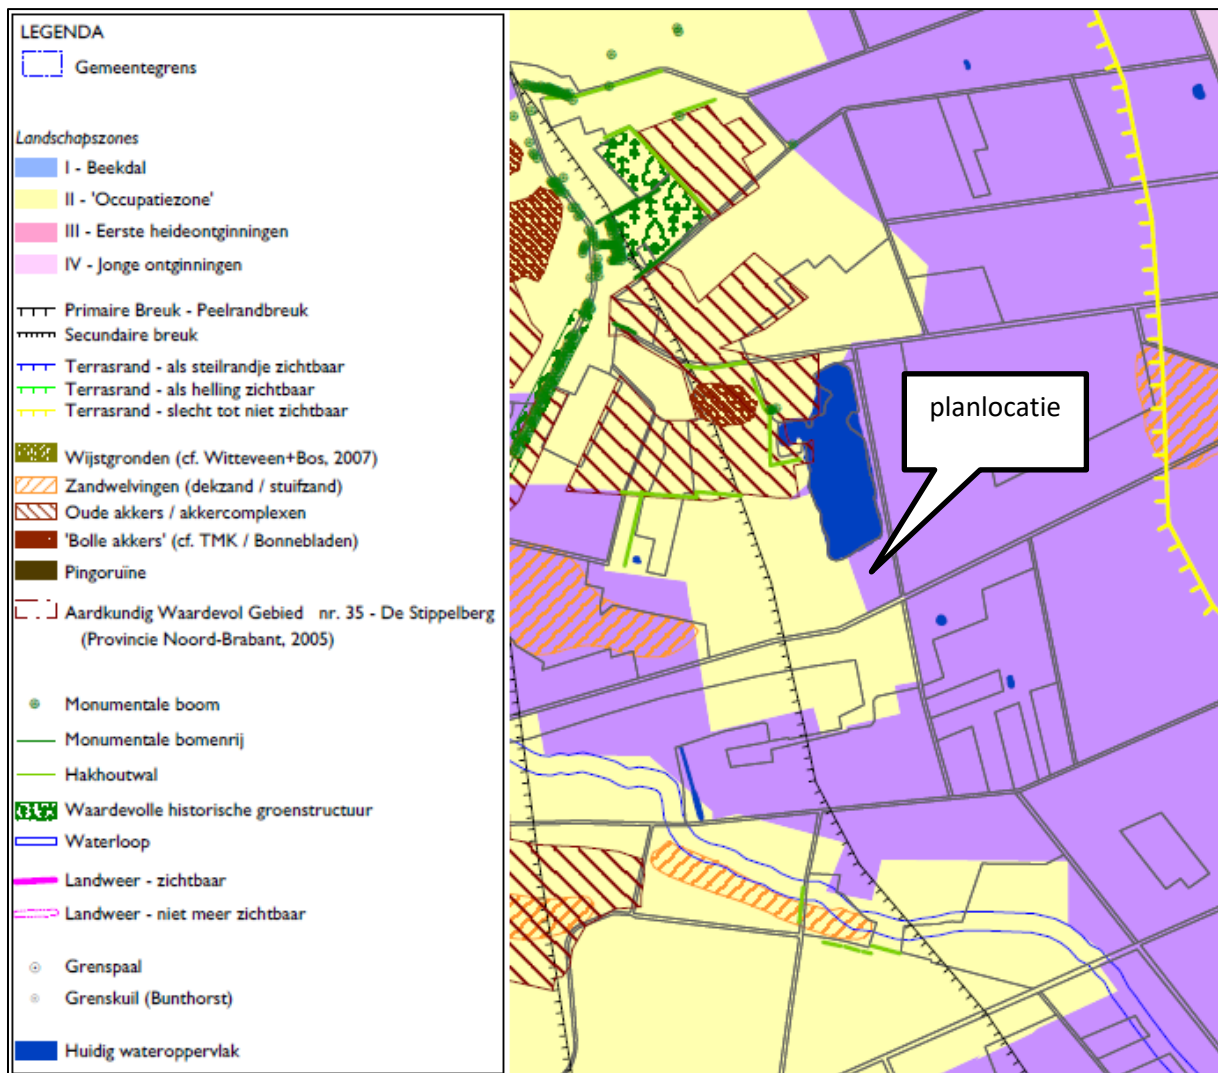 LEGENDA
Gemeentegrens
Landschapszones
I - Beekdal
II - 'Occupatiezone'
III - Eerste heideontginningen
IV - Jonge ontginningen
Primaire Breuk - Peelrandbreuk
Secundaire breuk
Terrasrand - als steilrandje zichtbaar
Terrasrand - als helling zichtbaar
Terrasrand - slecht tot niet zichtbaar
Wijstgronden (cf. Witteveen+Bos, 2007)
Zandwelvingen (dekzand / stuifzand)
Oude akkers / akkercomplexen
'Bolle akkers' (cf. TMK / Bonnebladen)
Pingoruïne
Aardkundig Waardevol Gebied nr. 35 - De Stippelberg
(Provincie Noord-Brabant, 2005)
Monumentale boom
Monumentale bomenrij
Hakhoutwal
Waardevolle historische groenstructuur
Waterloop
Landweer - zichtbaar
Landweer - niet meer zichtbaar
Grenspaal
Grenskuil (Bunthorst)
Huidig wateroppervlak
planlocatie